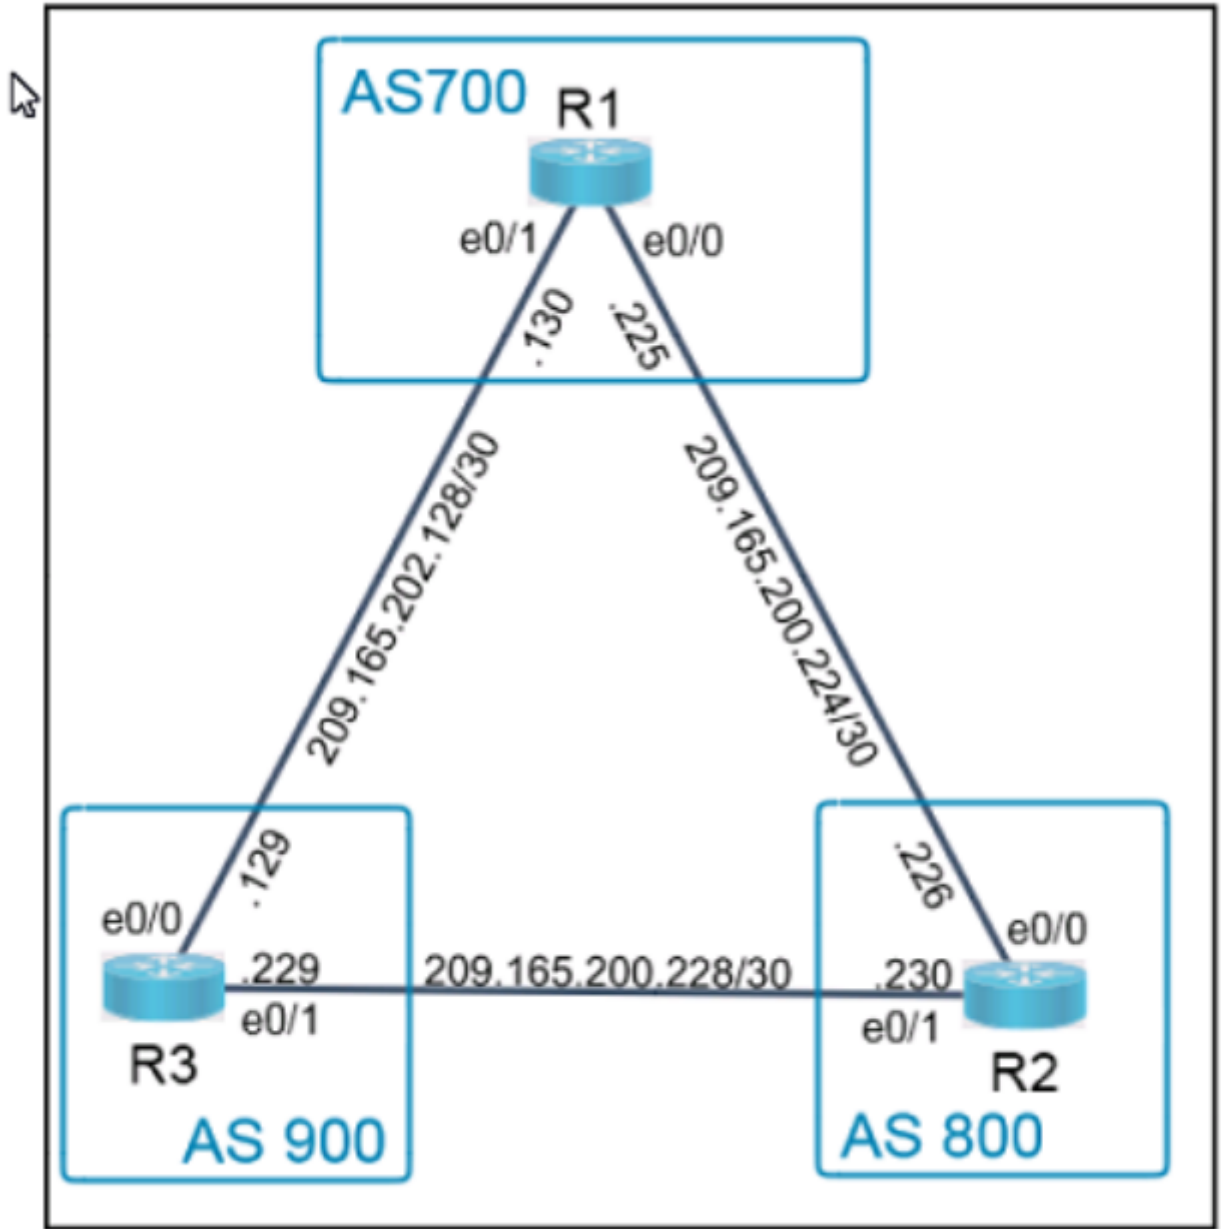 AS700
R1
e0/1
e0/0
.130
.225
209.165.202.128/30
209.165.200.224/30
.129
.226
e0/0
e0/0
.229
209.165.200.228/30
.230
e0/1
e0/1
R3
R2
AS 900
AS 800